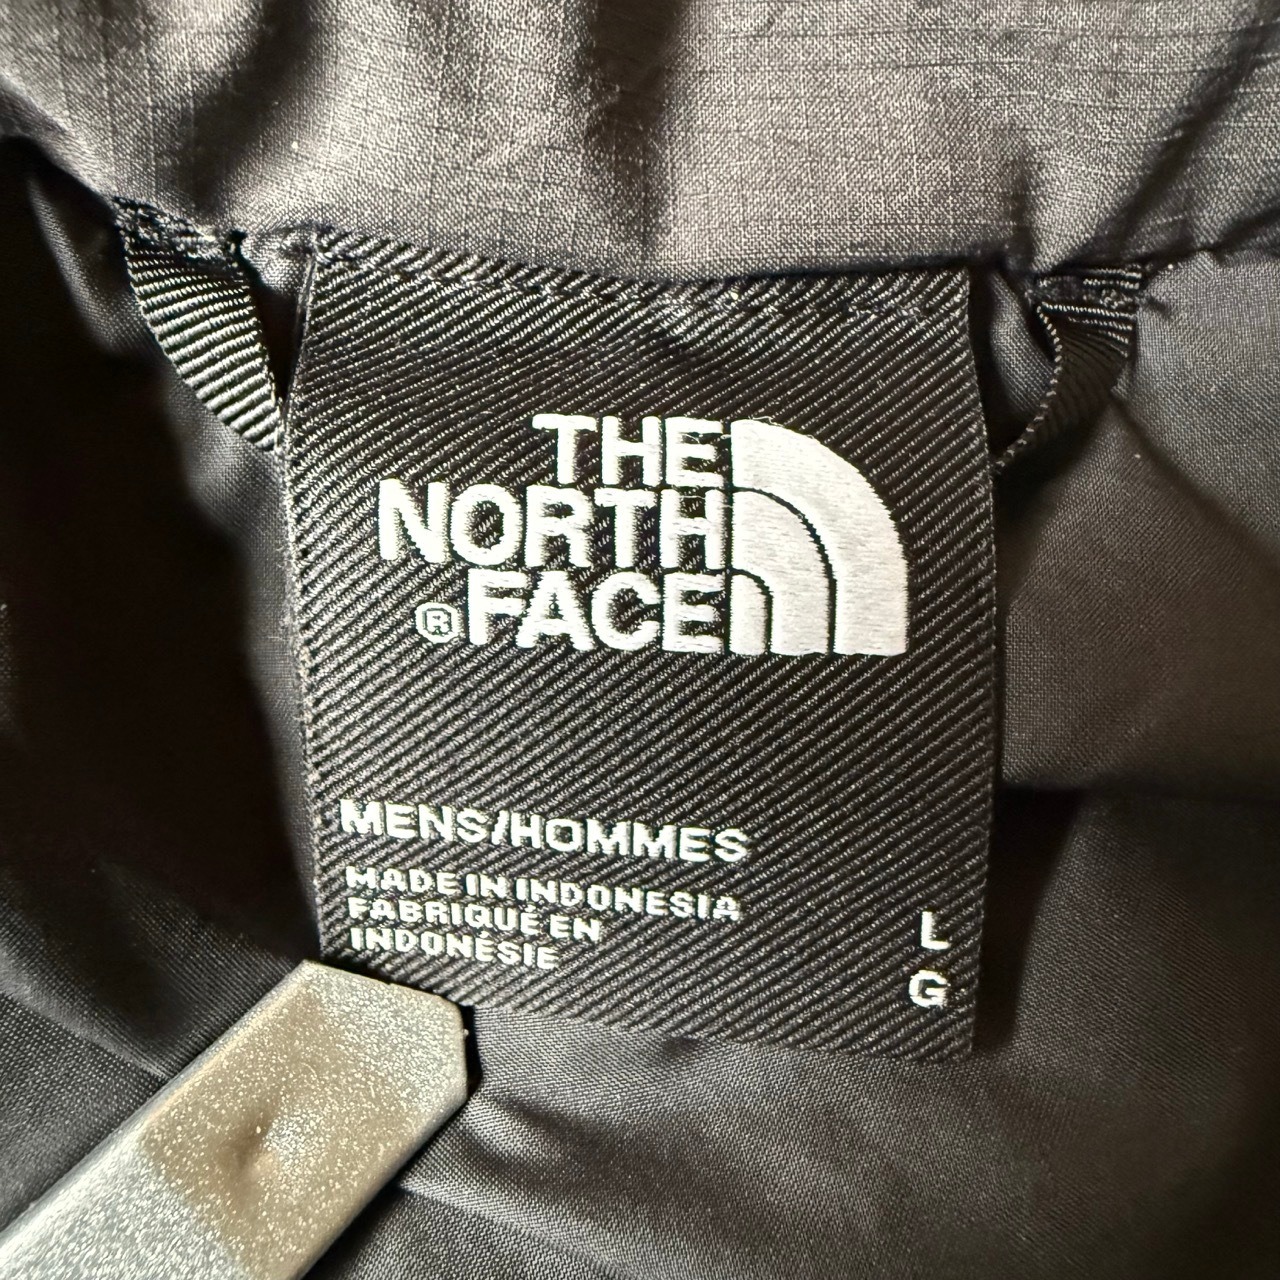 THE
NORTH
®FACE
MENS/HOMMES
MADE IN INDONESIA
FABRIQUÉ EN
INDONÉSIE
L
G